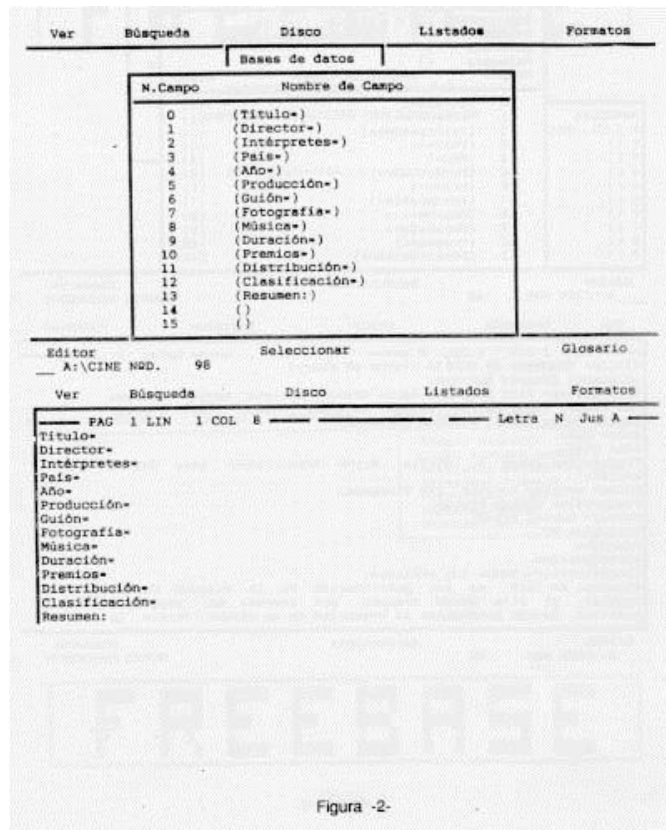 Ver Búsqueda Disco Listados Formatos
Bases de datos
N.Campo Nombre de Campo
0 (Título=)
1 (Director=)
2 (Intérpretes=)
3 (País=)
4 (Año=)
5 (Producción=)
6 (Guión=)
7 (Fotografía=)
8 (Música=)
9 (Duración=)
10 (Premios=)
11 (Distribución=)
12 (Clasificación=)
13 (Resumen:)
14 ()
15 ()
Editor Seleccionar Glosario
A:\CINE NºD. 98
Ver Búsqueda Disco Listados Formatos
PAG 1 LIN 1 COL 8 Letra N Jus A
Título=
Director=
Intérpretes=
País=
Año=
Producción=
Guión=
Fotografía=
Música=
Duración=
Premios=
Distribución=
Clasificación=
Resumen:
FREEBASE
Figura -2-